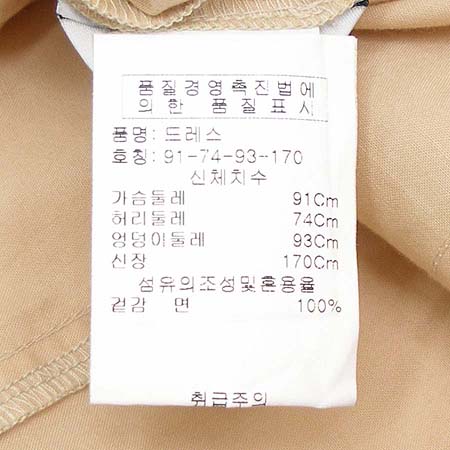 품질경영촉진법에
의한 품질표시
품명: 드레스
호칭: 91-74-93-170
신체치수
가슴둘레 91Cm
허리둘레 74Cm
엉덩이둘레 93Cm
신장 170Cm
섬유의조성및혼용율
겉감 면 100%
취급주의